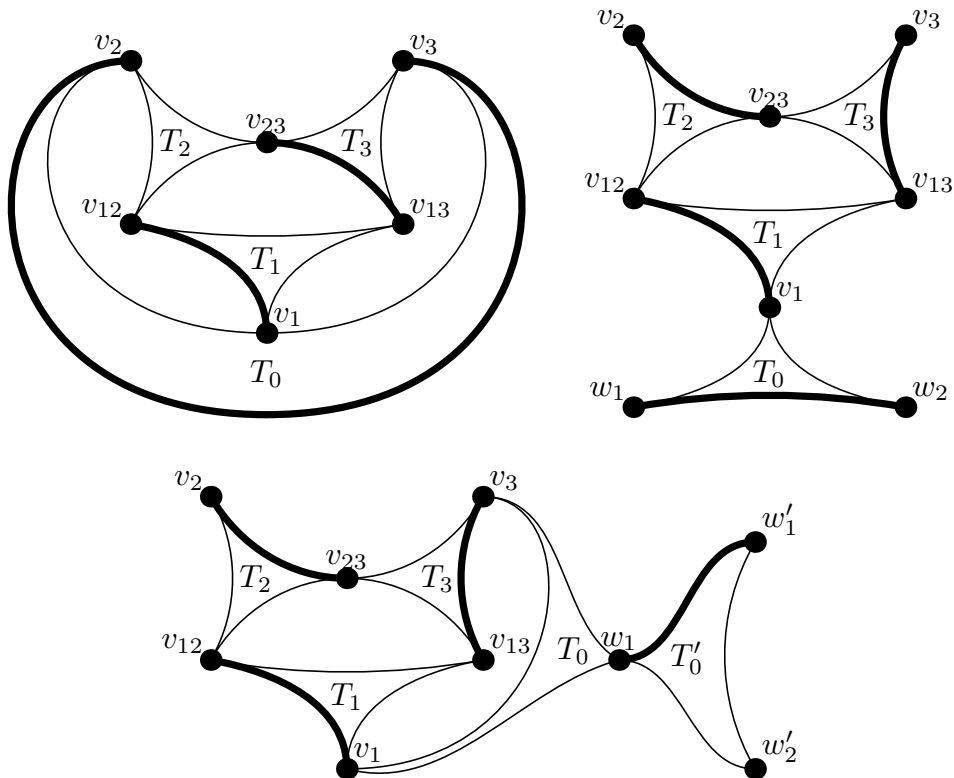 v₂ v₃
v₂₃
T₂ T₃
v₁₂ v₁₃
T₁
v₁
T₀
v₂ v₃
v₂₃
T₂ T₃
v₁₂ v₁₃
T₁
v₁
T₀
w₁ w₂
v₂ v₃
w′₁
v₂₃
T₂ T₃
v₁₂ v₁₃ T₀ w₁ T′₀
T₁
v₁
w′₂